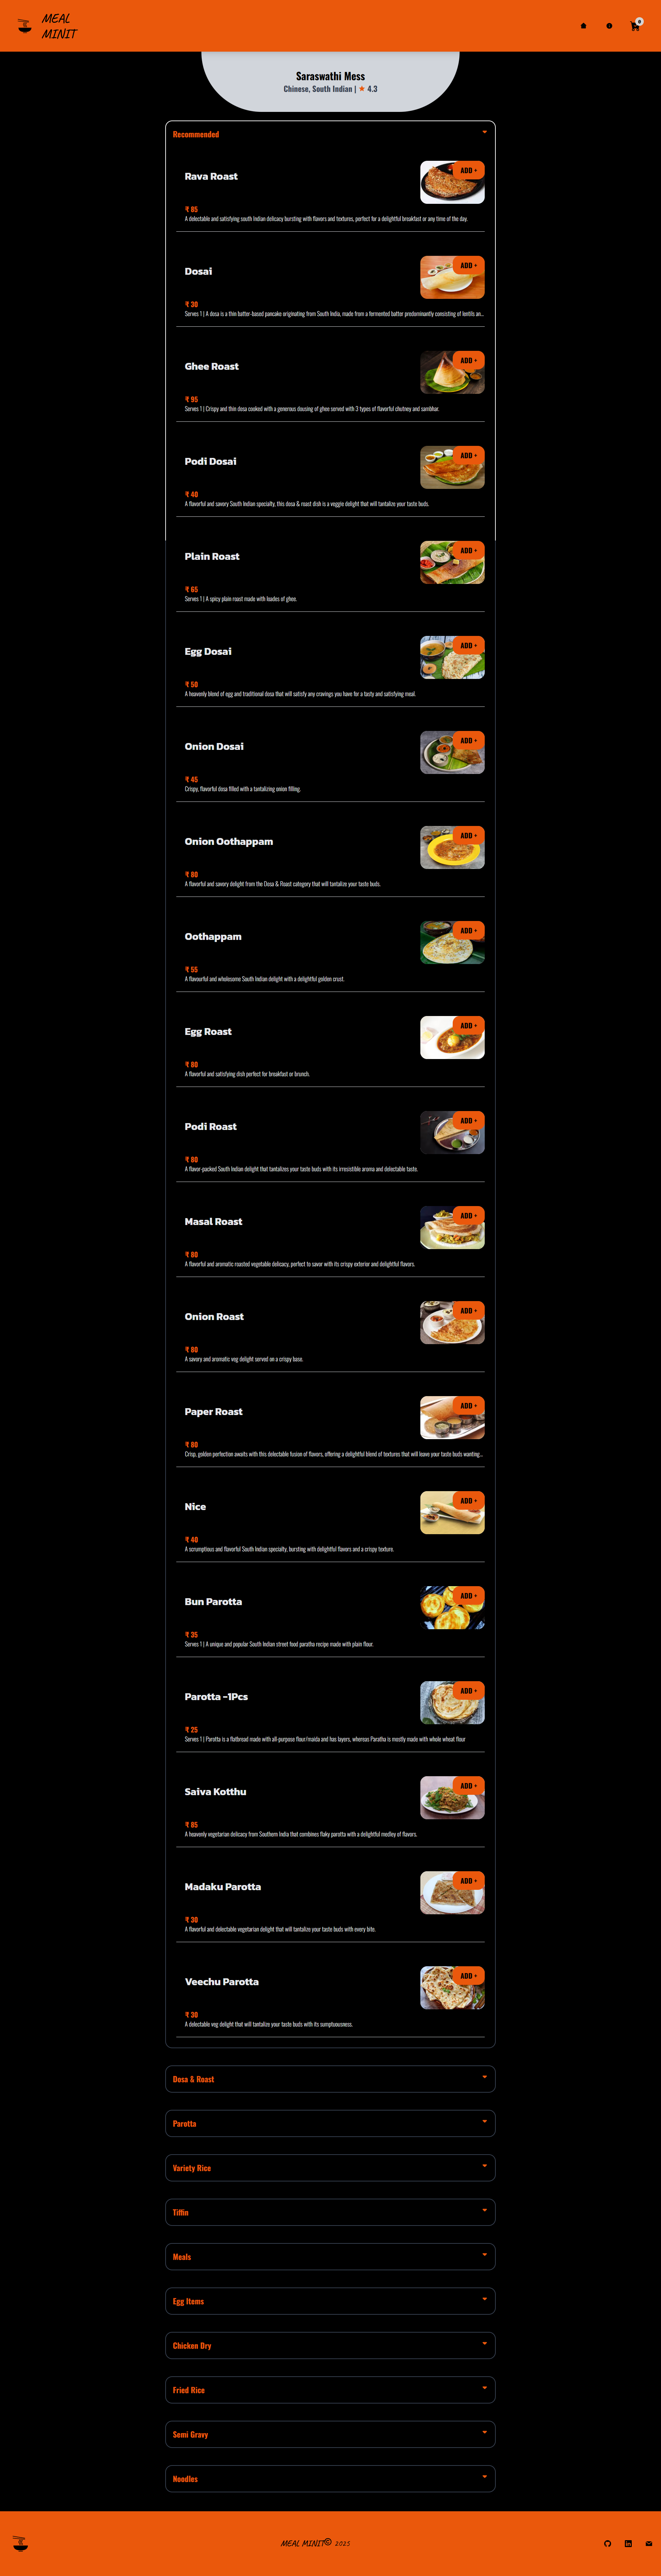 MEAL
MINIT
0
Saraswathi Mess
Chinese, South Indian | ★ 4.3
Recommended
Rava Roast
ADD +
₹ 85
A delectable and satisfying south Indian delicacy bursting with flavors and textures, perfect for a delightful breakfast or any time of the day.
Dosai
ADD +
₹ 30
Serves 1 | A dosa is a thin batter-based pancake originating from South India, made from a fermented batter predominantly consisting of lentils an...
Ghee Roast
ADD +
₹ 95
Serves 1 | Crispy and thin dosa cooked with a generous dousing of ghee served with 3 types of flavorful chutney and sambhar.
Podi Dosai
ADD +
₹ 40
A flavorful and savory South Indian specialty, this dosa & roast dish is a veggie delight that will tantalize your taste buds.
Plain Roast
ADD +
₹ 65
Serves 1 | A spicy plain roast made with loades of ghee.
Egg Dosai
ADD +
₹ 50
A heavenly blend of egg and traditional dosa that will satisfy any cravings you have for a tasty and satisfying meal.
Onion Dosai
ADD +
₹ 45
Crispy, flavorful dosa filled with a tantalizing onion filling.
Onion Oothappam
ADD +
₹ 80
A flavorful and savory delight from the Dosa & Roast category that will tantalize your taste buds.
Oothappam
ADD +
₹ 55
A flavourful and wholesome South Indian delight with a delightful golden crust.
Egg Roast
ADD +
₹ 80
A flavorful and satisfying dish perfect for breakfast or brunch.
Podi Roast
ADD +
₹ 80
A flavor-packed South Indian delight that tantalizes your taste buds with its irresistible aroma and delectable taste.
Masal Roast
ADD +
₹ 80
A flavorful and aromatic roasted vegetable delicacy, perfect to savor with its crispy exterior and delightful flavors.
Onion Roast
ADD +
₹ 80
A savory and aromatic veg delight served on a crispy base.
Paper Roast
ADD +
₹ 80
Crisp, golden perfection awaits with this delectable fusion of flavors, offering a delightful blend of textures that will leave your taste buds wanting...
Nice
ADD +
₹ 40
A scrumptious and flavorful South Indian specialty, bursting with delightful flavors and a crispy texture.
Bun Parotta
ADD +
₹ 35
Serves 1 | A unique and popular South Indian street food paratha recipe made with plain flour.
Parotta -1Pcs
ADD +
₹ 25
Serves 1 | Parotta is a flatbread made with all-purpose flour/maida and has layers, whereas Paratha is mostly made with whole wheat flour
Saiva Kotthu
ADD +
₹ 85
A heavenly vegetarian delicacy from Southern India that combines flaky parotta with a delightful medley of flavors.
Madaku Parotta
ADD +
₹ 30
A flavorful and delectable vegetarian delight that will tantalize your taste buds with every bite.
Veechu Parotta
ADD +
₹ 30
A delectable veg delight that will tantalize your taste buds with its sumptuousness.
Dosa & Roast
Parotta
Variety Rice
Tiffin
Meals
Egg Items
Chicken Dry
Fried Rice
Semi Gravy
Noodles
MEAL MINIT© 2025